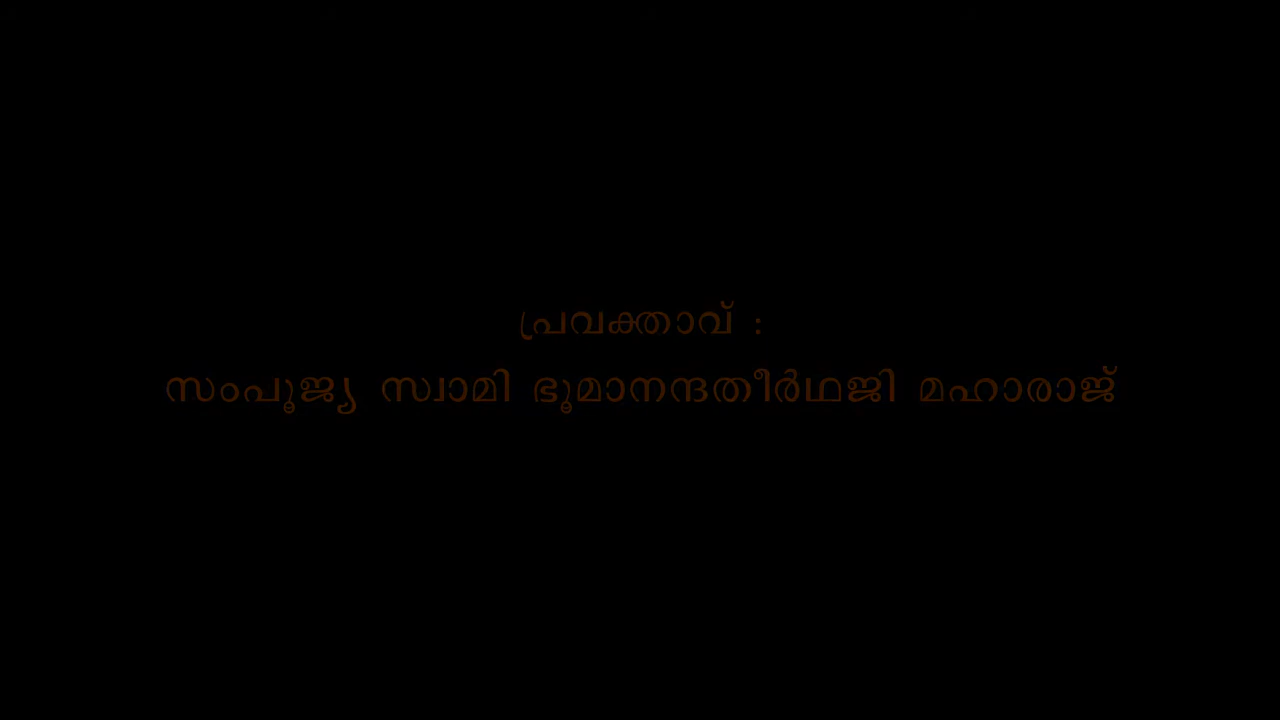 പ്രവക്താവ് :
സംപൂജ്യ സ്വാമി ഭൂമാനന്ദതീർഥജി മഹാരാജ്